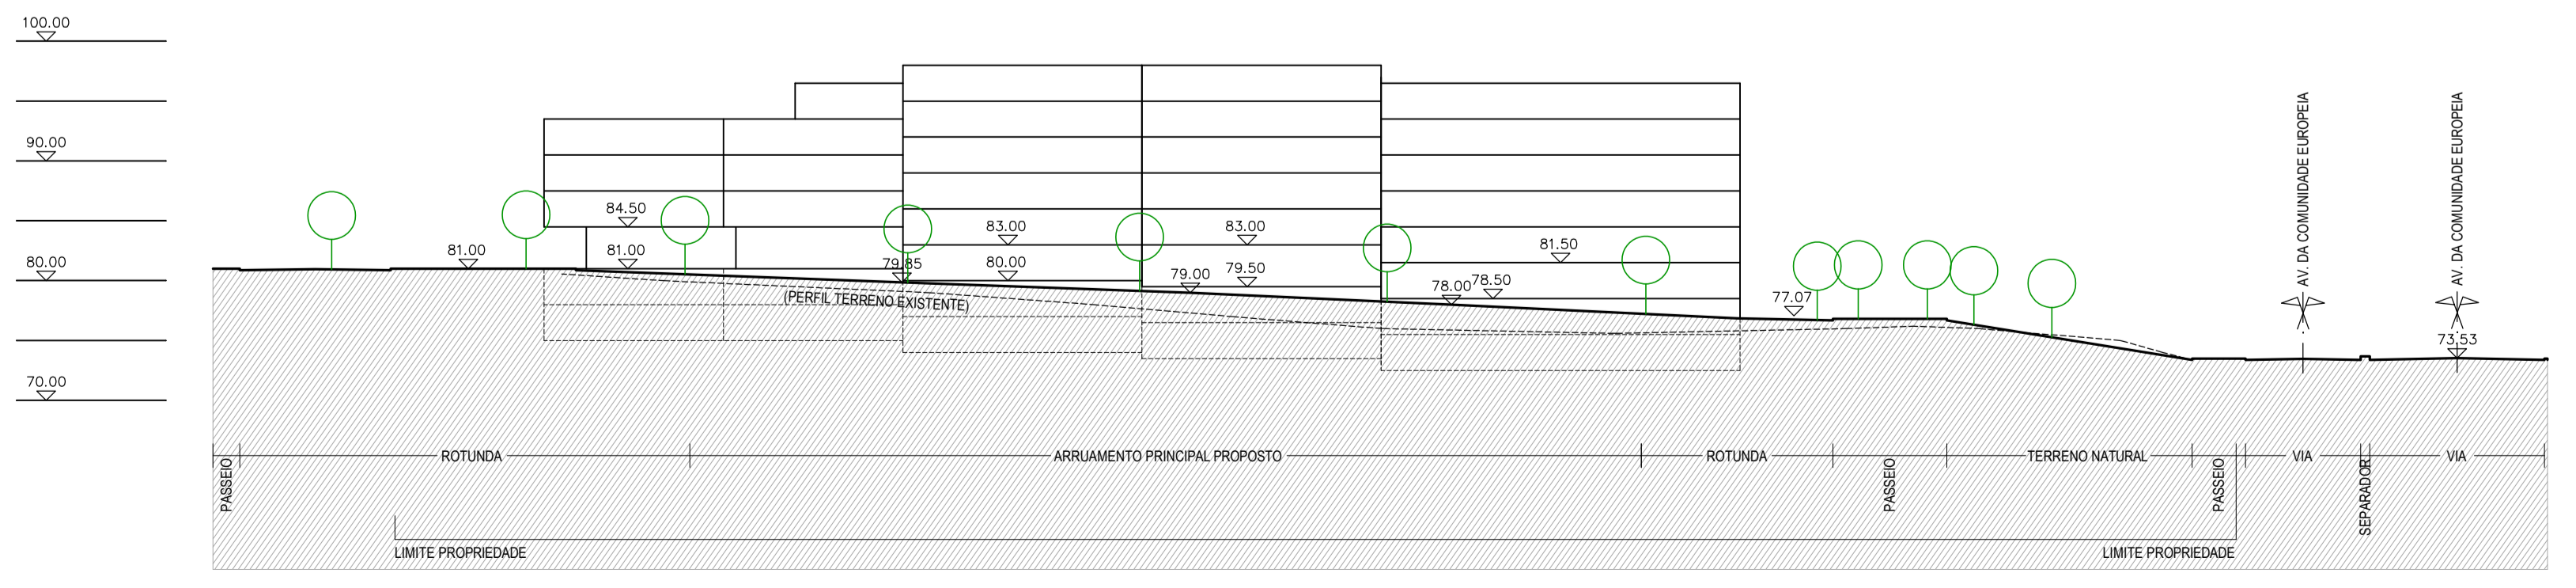 100.00
90.00
80.00
70.00
84.50
81.00
81.00
79.85
83.00
80.00
83.00
79.00
79.50
81.50
78.00
78.50
77.07
73.53
(PERFIL TERRENO EXISTENTE)
AV. DA COMUNIDADE EUROPEIA
AV. DA COMUNIDADE EUROPEIA
PASSEIO
ROTUNDA
ARRUAMENTO PRINCIPAL PROPOSTO
ROTUNDA
PASSEIO
TERRENO NATURAL
PASSEIO
VIA
SEPARADOR
VIA
LIMITE PROPRIEDADE
LIMITE PROPRIEDADE